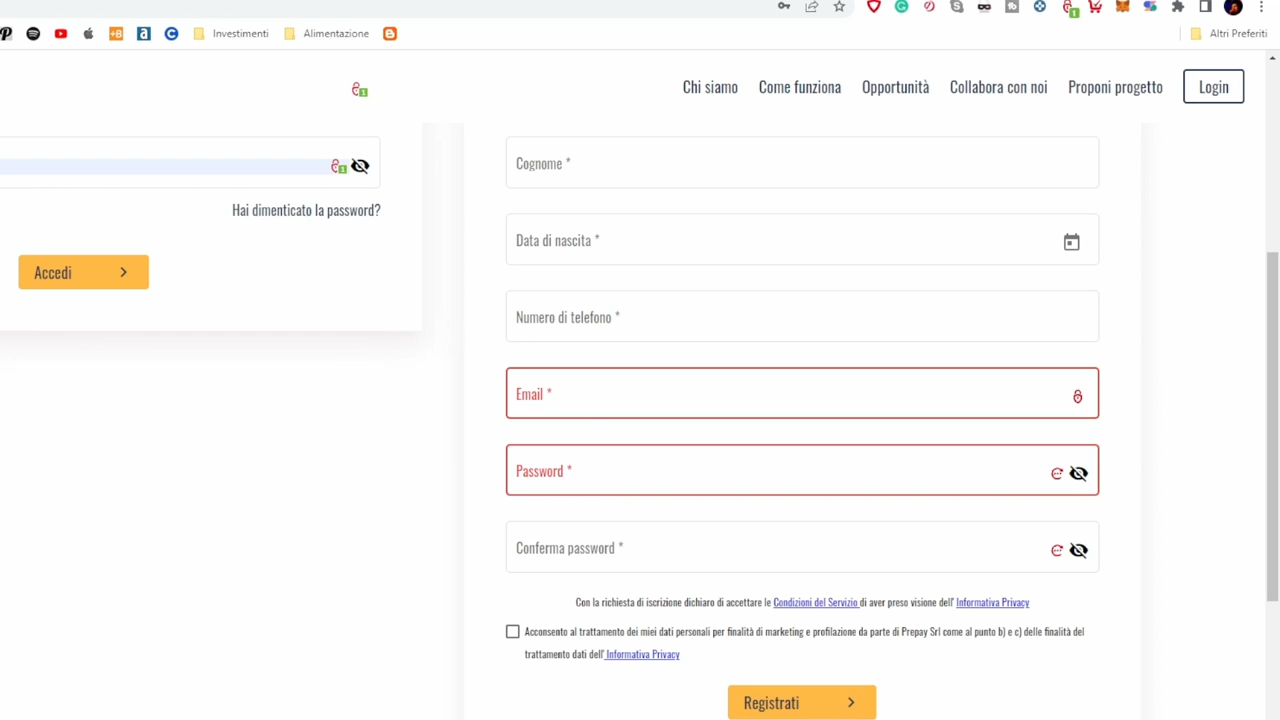 Investimenti
Alimentazione
Altri Preferiti
Chi siamo
Come funziona
Opportunità
Collabora con noi
Proponi progetto
Login
Hai dimenticato la password?
Accedi
Cognome *
Data di nascita *
Numero di telefono *
Email *
Password *
Conferma password *
Con la richiesta di iscrizione dichiaro di accettare le Condizioni del Servizio di aver preso visione dell' Informativa Privacy
Acconsento al trattamento dei miei dati personali per finalità di marketing e profilazione da parte di Prepay Srl come al punto b) e c) delle finalità del
trattamento dati dell' Informativa Privacy
Registrati